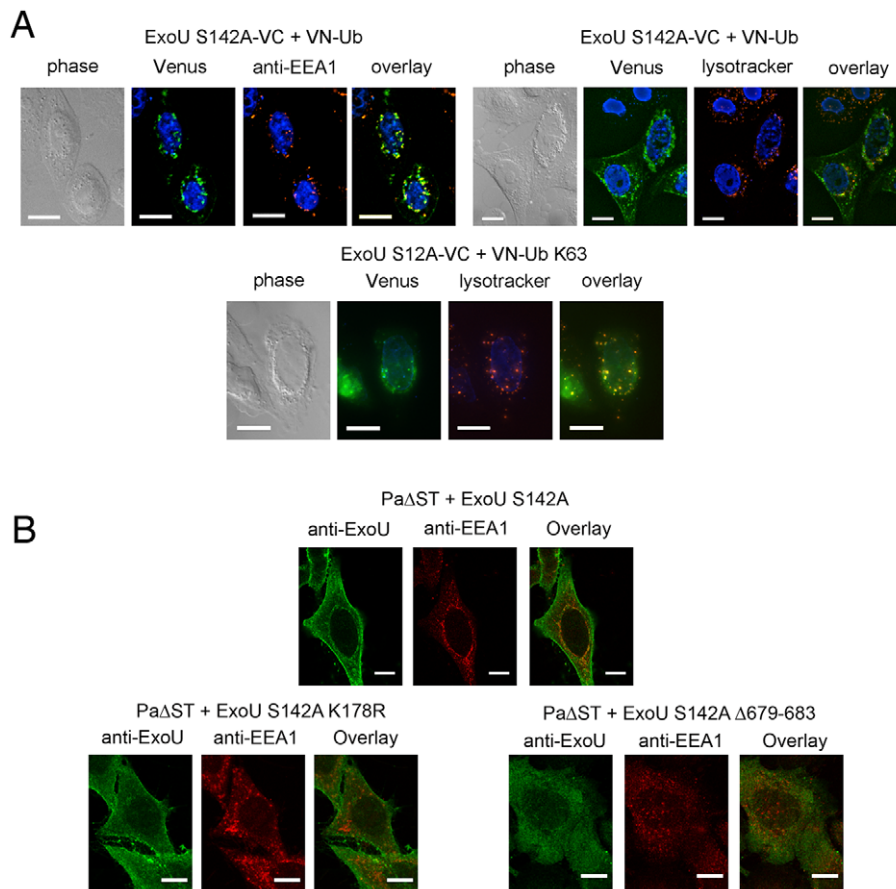 A
ExoU S142A-VC + VN-Ub
phase Venus anti-EEA1 overlay
ExoU S142A-VC + VN-Ub
phase Venus lysotracker overlay
ExoU S12A-VC + VN-Ub K63
phase Venus lysotracker overlay
B
PaΔST + ExoU S142A
anti-ExoU anti-EEA1 Overlay
PaΔST + ExoU S142A K178R
anti-ExoU anti-EEA1 Overlay
PaΔST + ExoU S142A Δ679-683
anti-ExoU anti-EEA1 Overlay